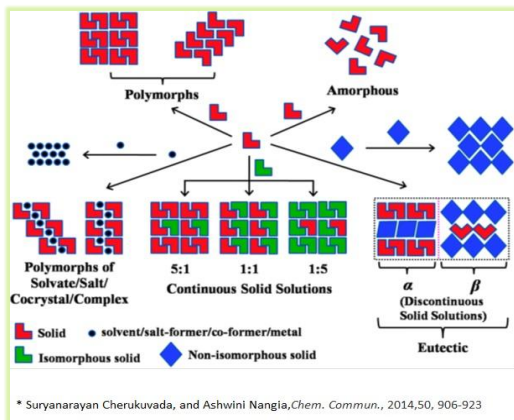 Polymorphs
Amorphous
Polymorphs of
Solvate/Salt/
Cocrystal/Complex
5:1
1:1
1:5
Continuous Solid Solutions
α
β
(Discontinuous
Solid Solutions)
Eutectic
Solid
solvent/salt-former/co-former/metal
Isomorphous solid
Non-isomorphous solid
* Suryanarayan Cherukuvada, and Ashwini Nangia,Chem. Commun., 2014,50, 906-923